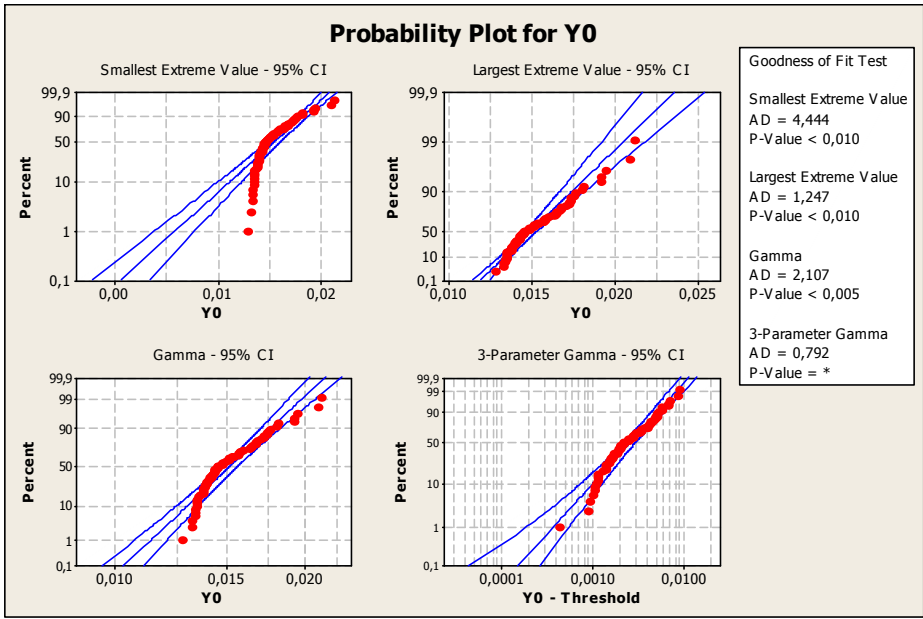 Probability Plot for Y0
Smallest Extreme Value - 95% CI
99,9
90
50
10
1
0,1
Percent
0,00
0,01
0,02
Y0
Largest Extreme Value - 95% CI
99,9
99
90
50
10
0,1
Percent
0,010
0,015
0,020
0,025
Y0
Gamma - 95% CI
99,9
99
90
50
10
1
0,1
Percent
0,010
0,015
0,020
Y0
3-Parameter Gamma - 95% CI
99,9
99
90
50
10
1
0,1
Percent
0,0001
0,0010
0,0100
Y0 - Threshold
Goodness of Fit Test
Smallest Extreme Value
AD = 4,444
P-Value < 0,010
Largest Extreme Value
AD = 1,247
P-Value < 0,010
Gamma
AD = 2,107
P-Value < 0,005
3-Parameter Gamma
AD = 0,792
P-Value = *